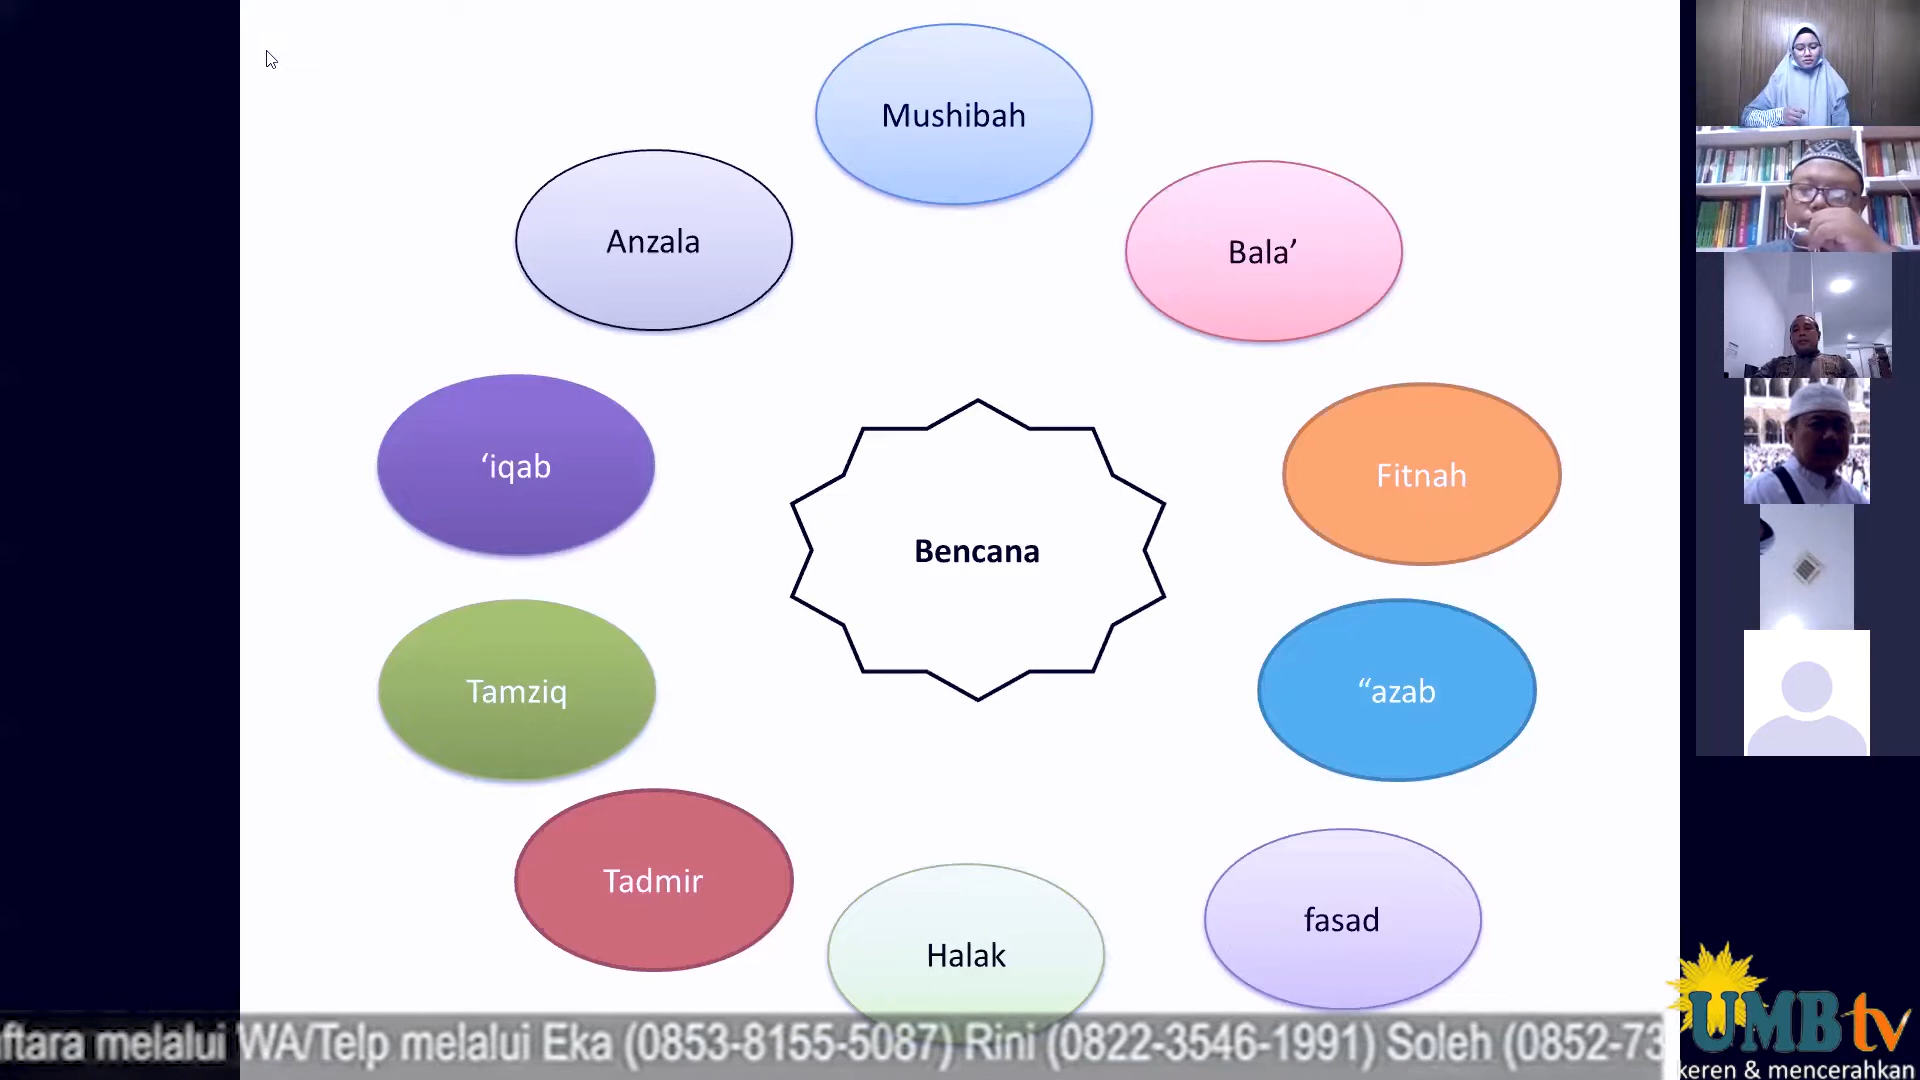 Mushibah
Anzala
Bala’
‘iqab
Fitnah
Bencana
Tamziq
“azab
Tadmir
fasad
Halak
melalui WA/Telp melalui Eka (0853-8155-5087) Rini (0822-3546-1991) Soleh (0852-73
UMBtv
keren & mencerahkan